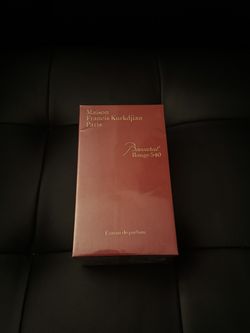 Maison
Francis Kurkdjian
Paris
Baccarat
Rouge 540
Extrait de parfum